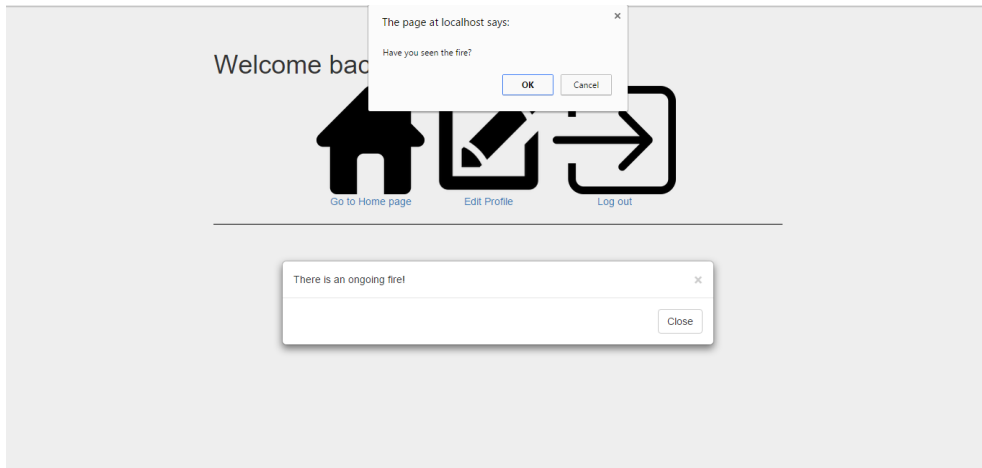 The page at localhost says:
Have you seen the fire?
OK Cancel
Welcome bac
Go to Home page Edit Profile Log out
There is an ongoing fire!
Close